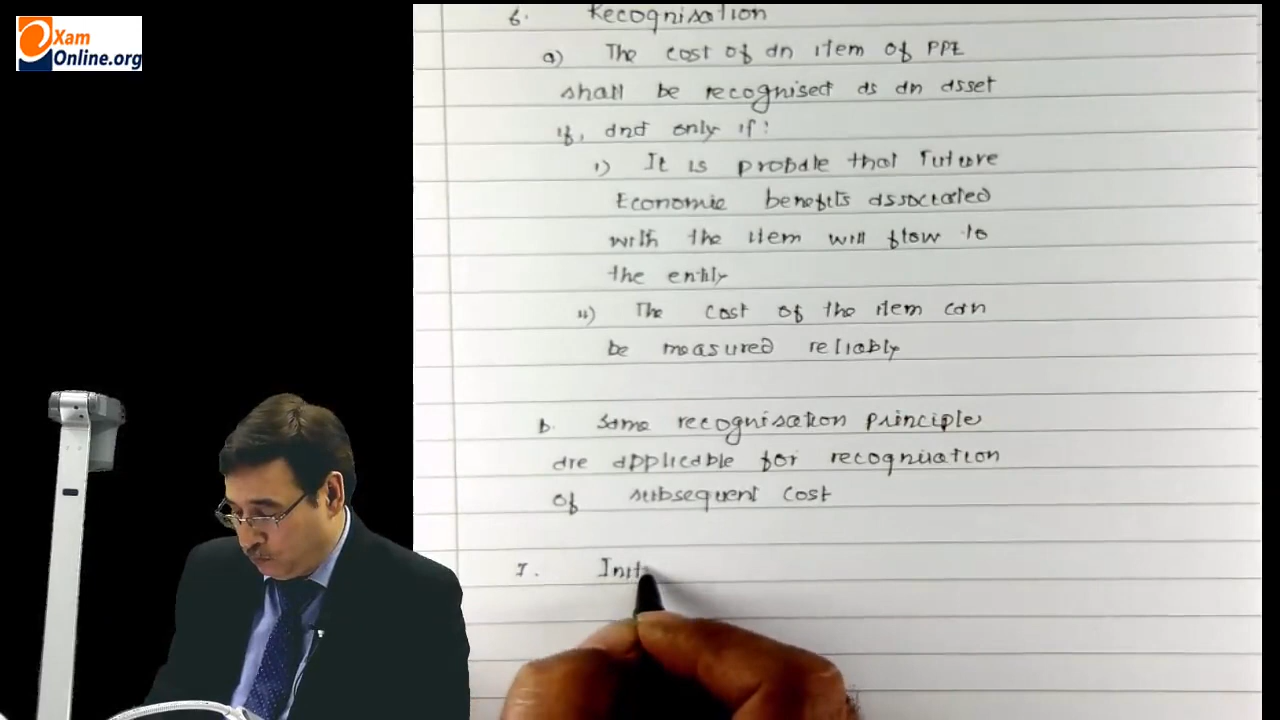 Xam
Online.org
6. Recognisation
a) The cost of an item of PPE
shall be recognised as an asset
if, and only if:
i) It is probale that Future
Economic benefits associated
with the item will flow to
the entity
ii) The cost of the item can
be measured reliably
b. Same recognisation principle
are applicable for recognisation
of subsequent cost
7. Init